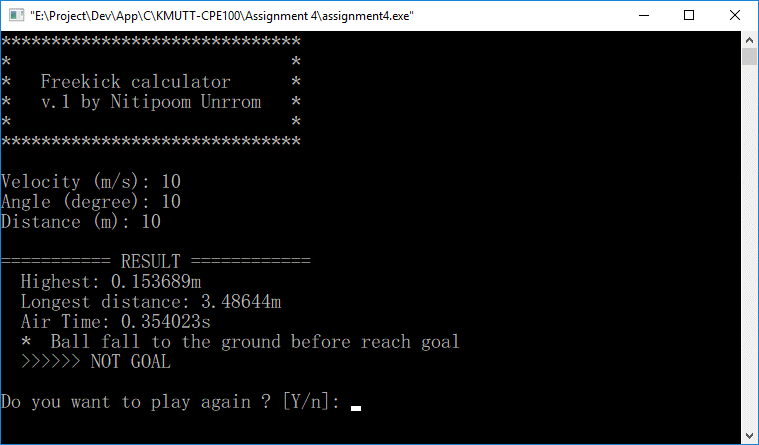 "E:\Project\Dev\App\C\KMUTT-CPE100\Assignment 4\assignment4.exe"
******************************
*                            *
*   Freekick calculator      *
*   v.1 by Nitipoom Unrrom   *
*                            *
******************************
Velocity (m/s): 10
Angle (degree): 10
Distance (m): 10
=========== RESULT ============
  Highest: 0.153689m
  Longest distance: 3.48644m
  Air Time: 0.354023s
  *  Ball fall to the ground before reach goal
  >>>>>> NOT GOAL
Do you want to play again ? [Y/n]: